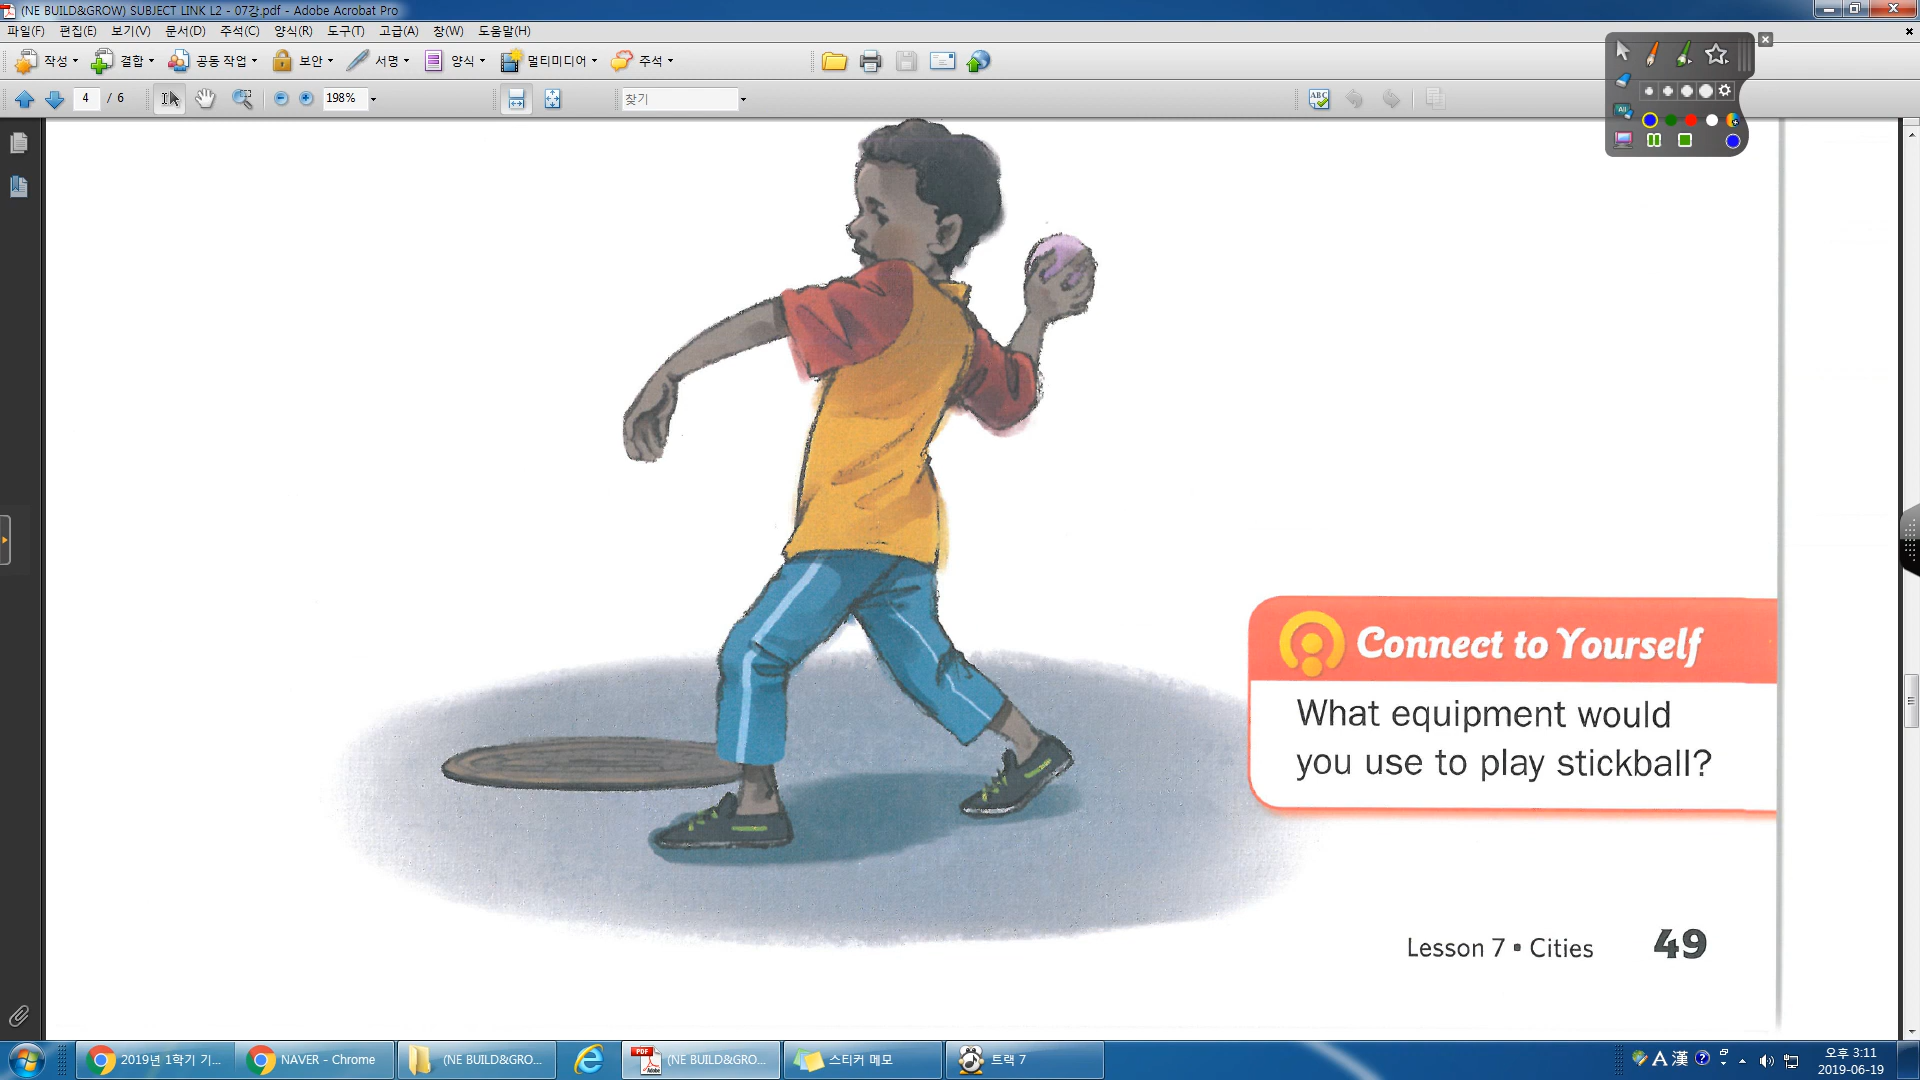 (NE BUILD&GROW) SUBJECT LINK L2 - 07강.pdf - Adobe Acrobat Pro
파일(F) 편집(E) 보기(V) 문서(D) 주석(C) 양식(R) 도구(T) 고급(A) 창(W) 도움말(H)
작성 결합 공동 작업 보안 서명 양식 멀티미디어 주석
4 / 6 198% 찾기
Connect to Yourself
What equipment would
you use to play stickball?
Lesson 7 ▪ Cities 49
2019년 1학기 기... NAVER - Chrome (NE BUILD&GRO... (NE BUILD&GRO... 스티커 메모 트랙 7
A 漢 오후 3:11
2019-06-19